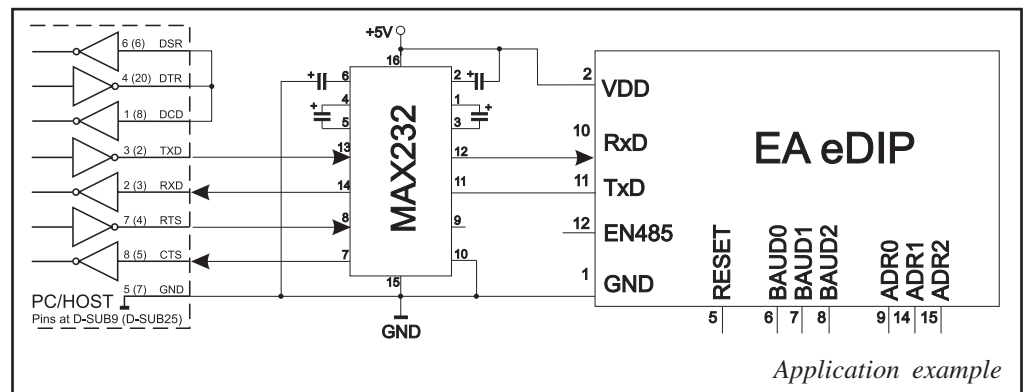 6 (6) DSR
4 (20) DTR
1 (8) DCD
3 (2) TXD
2 (3) RXD
7 (4) RTS
8 (5) CTS
5 (7) GND
PC/HOST
Pins at D-SUB9 (D-SUB25)
+5V
16
+
6
4
+
5
13
14
8
7
MAX232
2
+
1
+
3
12
11
9
10
15
GND
2 VDD
10 RxD
11 TxD
12 EN485
1 GND
EA eDIP
RESET
BAUD0
BAUD1
BAUD2
ADR0
ADR1
ADR2
5
6
7
8
9
14
15
Application example